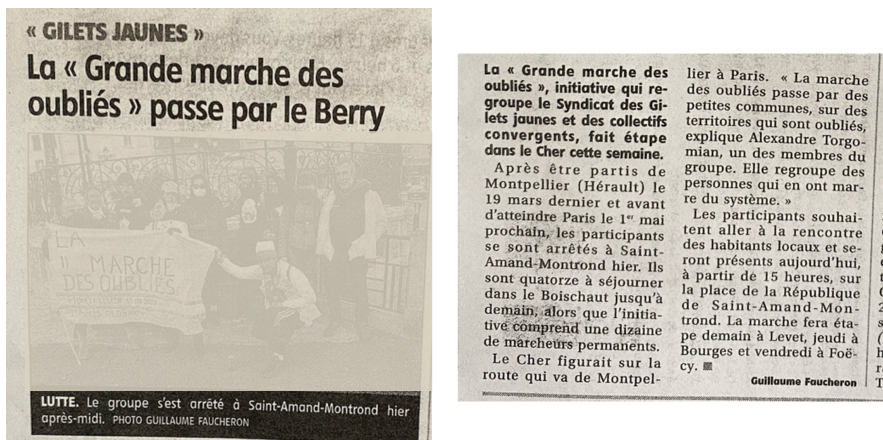 « GILETS JAUNES »
La « Grande marche des
oubliés » passe par le Berry
LA
MARCHE
DES OUBLIÉS
LUTTE. Le groupe s'est arrêté à Saint-Amand-Montrond hier
après-midi. PHOTO GUILLAUME FAUCHERON
La « Grande marche des
oubliés », initiative qui re-
groupe le Syndicat des Gi-
lets jaunes et des collectifs
convergents, fait étape
dans le Cher cette semaine.
Après être partis de
Montpellier (Hérault) le
19 mars dernier et avant
d'atteindre Paris le 1er mai
prochain, les participants
se sont arrêtés à Saint-
Amand-Montrond hier. Ils
sont quatorze à séjourner
dans le Boischaut jusqu'à
demain, alors que l'initia-
tive comprend une dizaine
de marcheurs permanents.
Le Cher figurait sur la
route qui va de Montpel-
lier à Paris. « La marche
des oubliés passe par des
petites communes, sur des
territoires qui sont oubliés,
explique Alexandre Torgo-
mian, un des membres du
groupe. Elle regroupe des
personnes qui en ont mar-
re du système. »
Les participants souhai-
tent aller à la rencontre
des habitants locaux et se-
ront présents aujourd'hui,
à partir de 15 heures, sur
la place de la République
de Saint-Amand-Mon-
trond. La marche fera éta-
pe demain à Levet, jeudi à
Bourges et vendredi à Foë-
cy.
Guillaume Faucheron